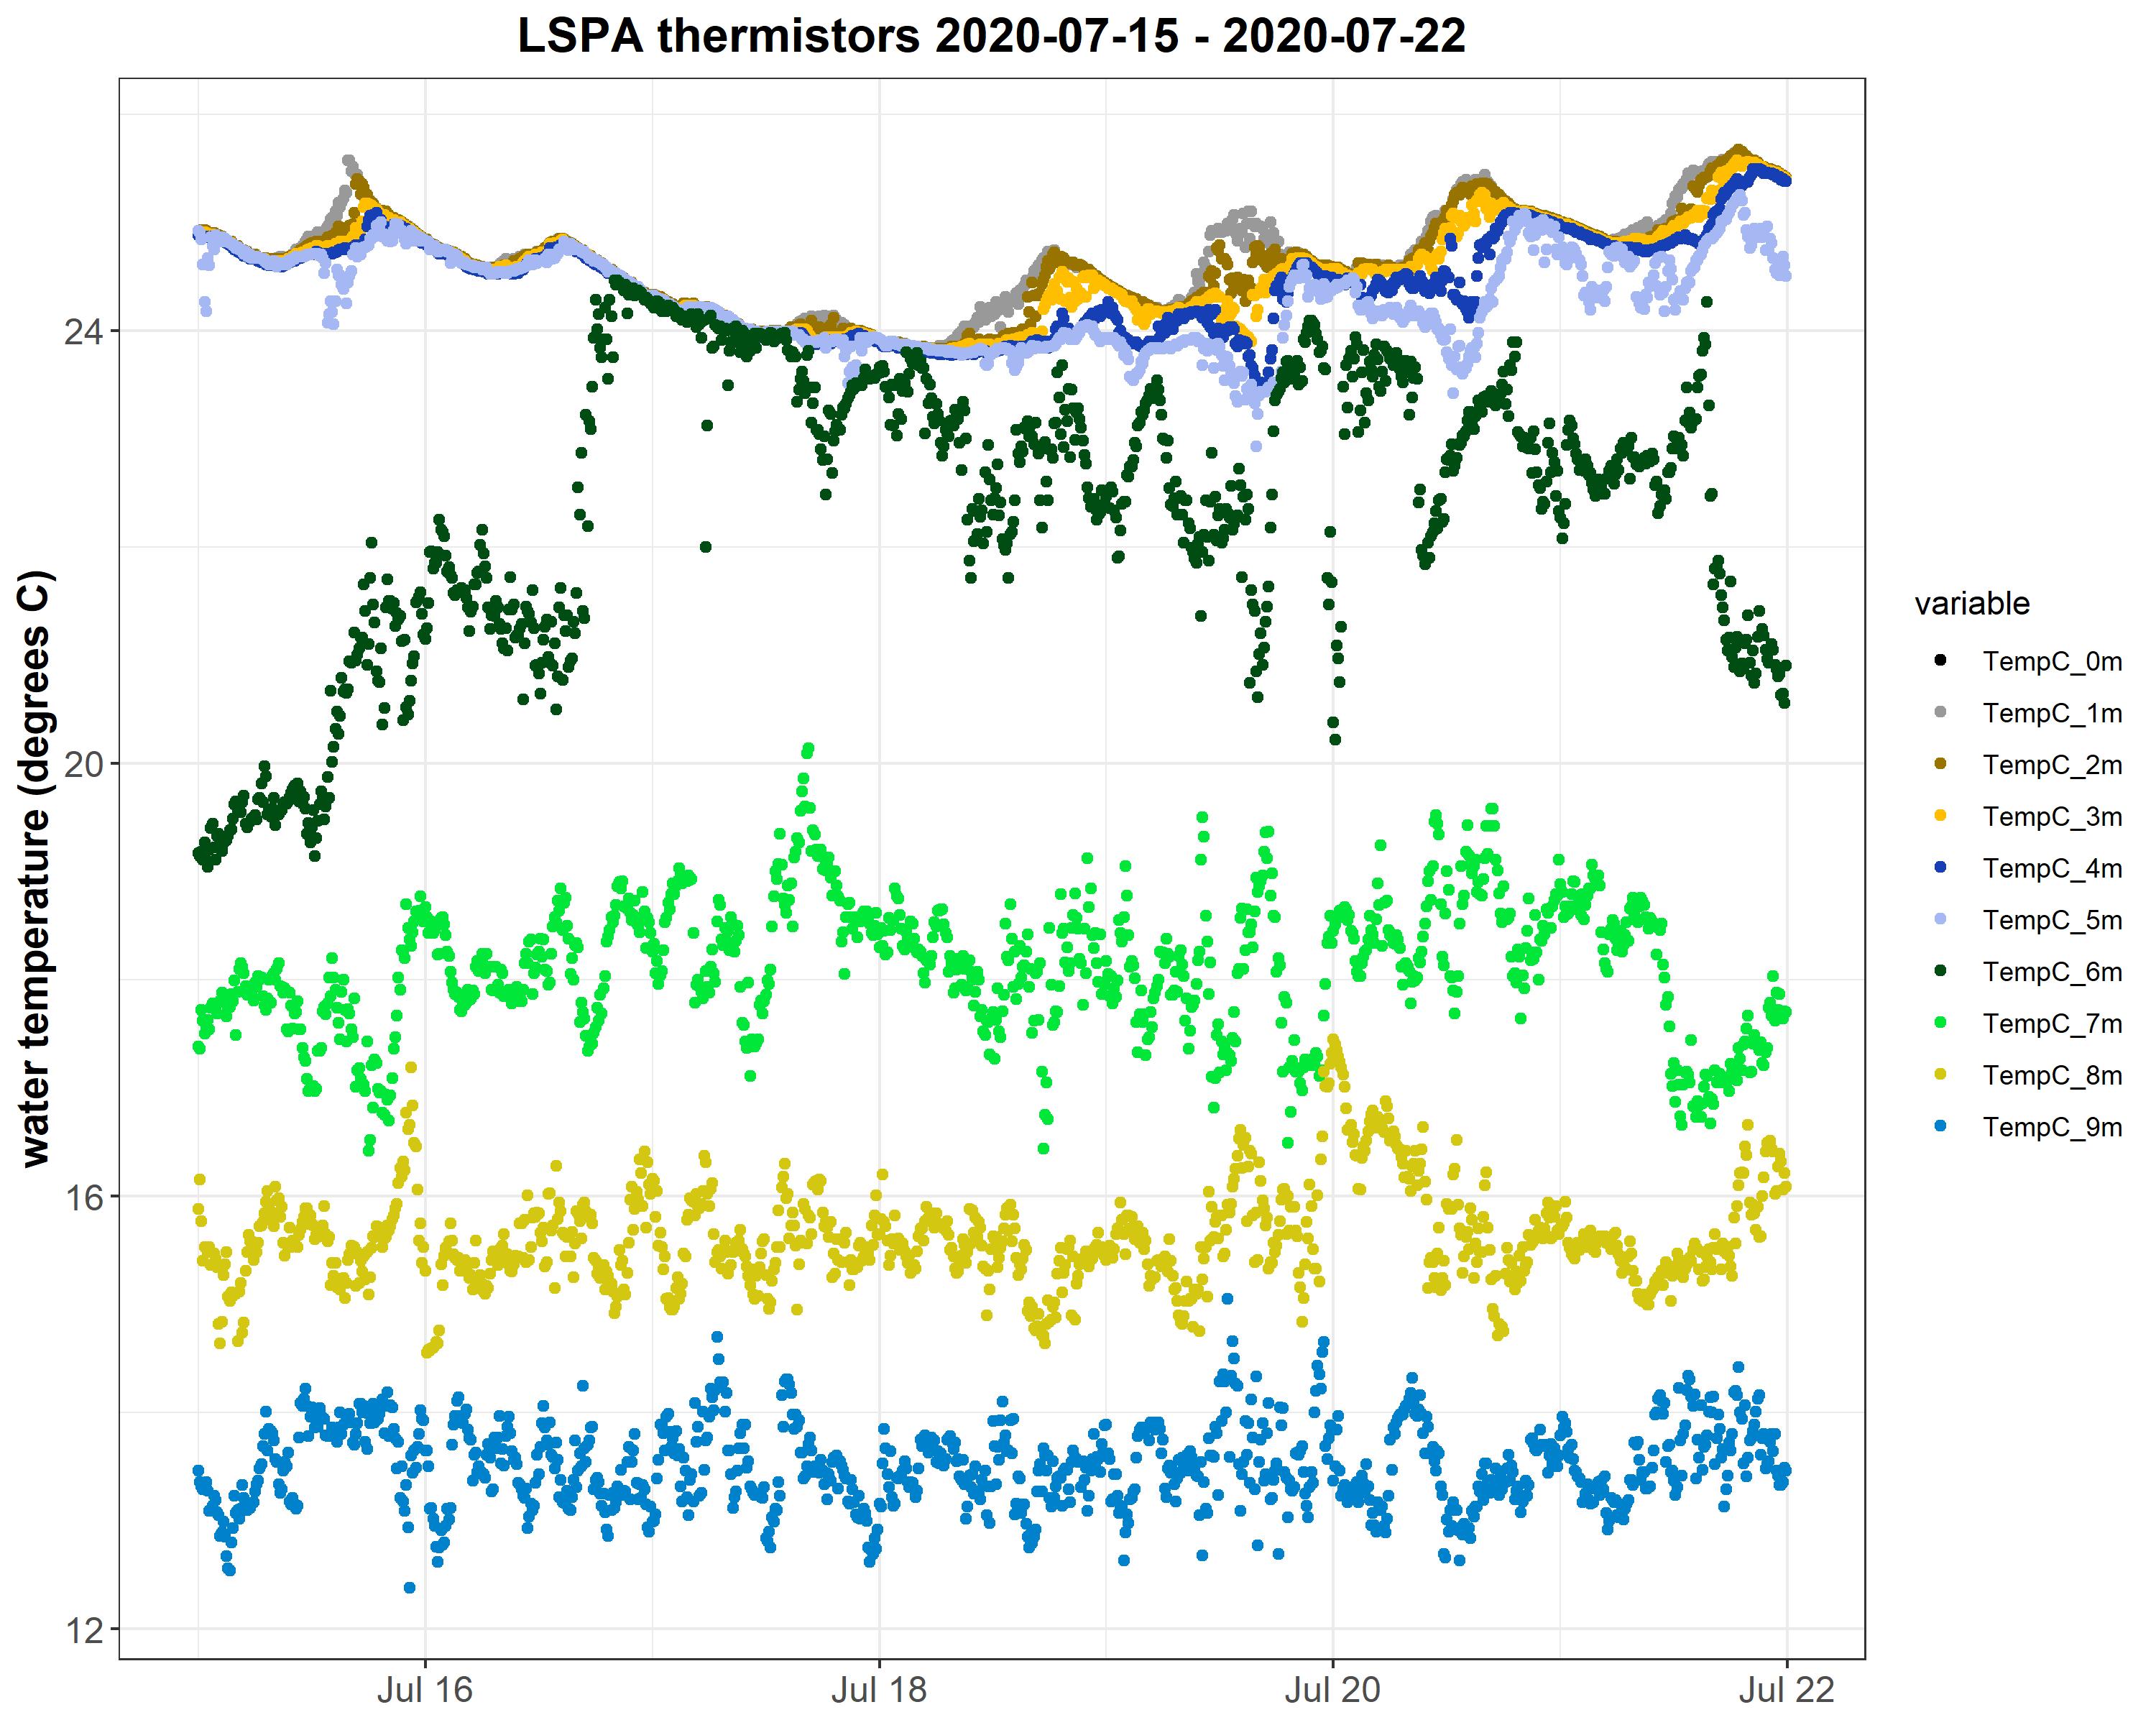 LSPA thermistors 2020-07-15 - 2020-07-22
water temperature (degrees C)
24
20
16
12
Jul 16
Jul 18
Jul 20
Jul 22
variable
TempC_0m
TempC_1m
TempC_2m
TempC_3m
TempC_4m
TempC_5m
TempC_6m
TempC_7m
TempC_8m
TempC_9m